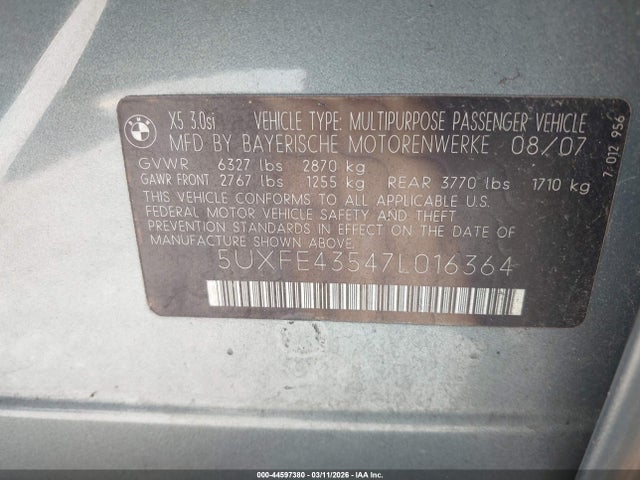 X5 3.0si VEHICLE TYPE: MULTIPURPOSE PASSENGER VEHICLE
MFD BY BAYERISCHE MOTORENWERKE 08/07
GVWR 6327 lbs 2870 kg
GAWR FRONT 2767 lbs 1255 kg REAR 3770 lbs 1710 kg
THIS VEHICLE CONFORMS TO ALL APPLICABLE U.S.
FEDERAL MOTOR VEHICLE SAFETY AND THEFT
PREVENTION STANDARDS IN EFFECT ON THE DATE OF
MANUFACTURE SHOWN ABOVE.
5UXFE43547L016364
7-012 956
000-44597380 - 03/11/2026 - IAA Inc.